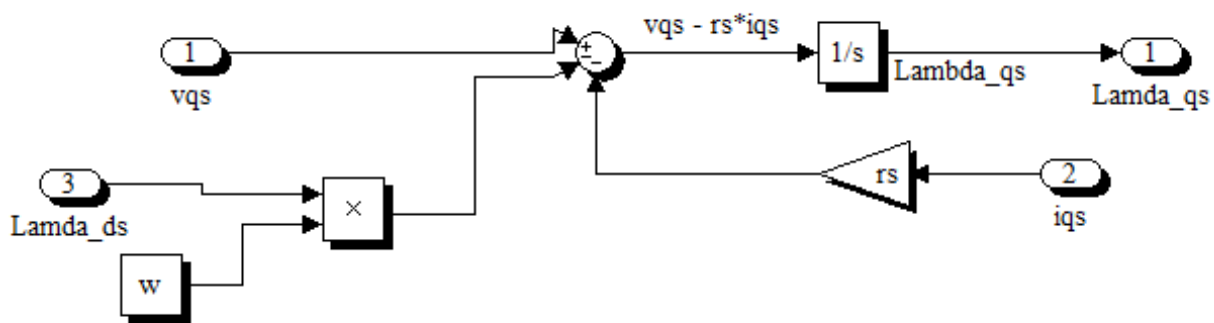 vqs - rs*iqs
1
vqs
+
−
−
1/s
Lambda_qs
1
Lamda_qs
3
Lamda_ds
×
rs
2
iqs
w